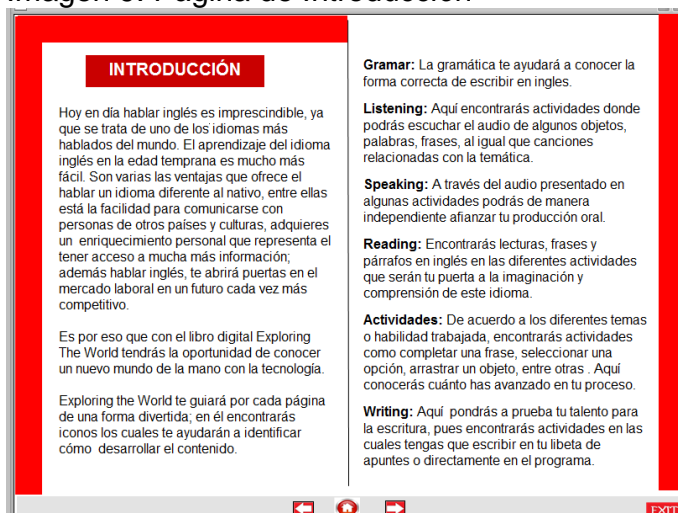 Imagen 3: Página de Introducción
INTRODUCCIÓN
Hoy en día hablar inglés es imprescindible, ya
que se trata de uno de los idiomas más
hablados del mundo. El aprendizaje del idioma
inglés en la edad temprana es mucho más
fácil. Son varias las ventajas que ofrece el
hablar un idioma diferente al nativo, entre ellas
está la facilidad para comunicarse con
personas de otros países y culturas, adquieres
un enriquecimiento personal que representa el
tener acceso a mucha más información;
además hablar inglés, te abrirá puertas en el
mercado laboral en un futuro cada vez más
competitivo.
Es por eso que con el libro digital Exploring
The World tendrás la oportunidad de conocer
un nuevo mundo de la mano con la tecnología.
Exploring the World te guiará por cada página
de una forma divertida; en él encontrarás
iconos los cuales te ayudarán a identificar
cómo desarrollar el contenido.
Gramar: La gramática te ayudará a conocer la
forma correcta de escribir en ingles.
Listening: Aquí encontrarás actividades donde
podrás escuchar el audio de algunos objetos,
palabras, frases, al igual que canciones
relacionadas con la temática.
Speaking: A través del audio presentado en
algunas actividades podrás de manera
independiente afianzar tu producción oral.
Reading: Encontrarás lecturas, frases y
párrafos en inglés en las diferentes actividades
que serán tu puerta a la imaginación y
comprensión de este idioma.
Actividades: De acuerdo a los diferentes temas
o habilidad trabajada, encontrarás actividades
como completar una frase, seleccionar una
opción, arrastrar un objeto, entre otras . Aquí
conocerás cuánto has avanzado en tu proceso.
Writing: Aquí pondrás a prueba tu talento para
la escritura, pues encontrarás actividades en las
cuales tengas que escribir en tu libeta de
apuntes o directamente en el programa.
EXIT